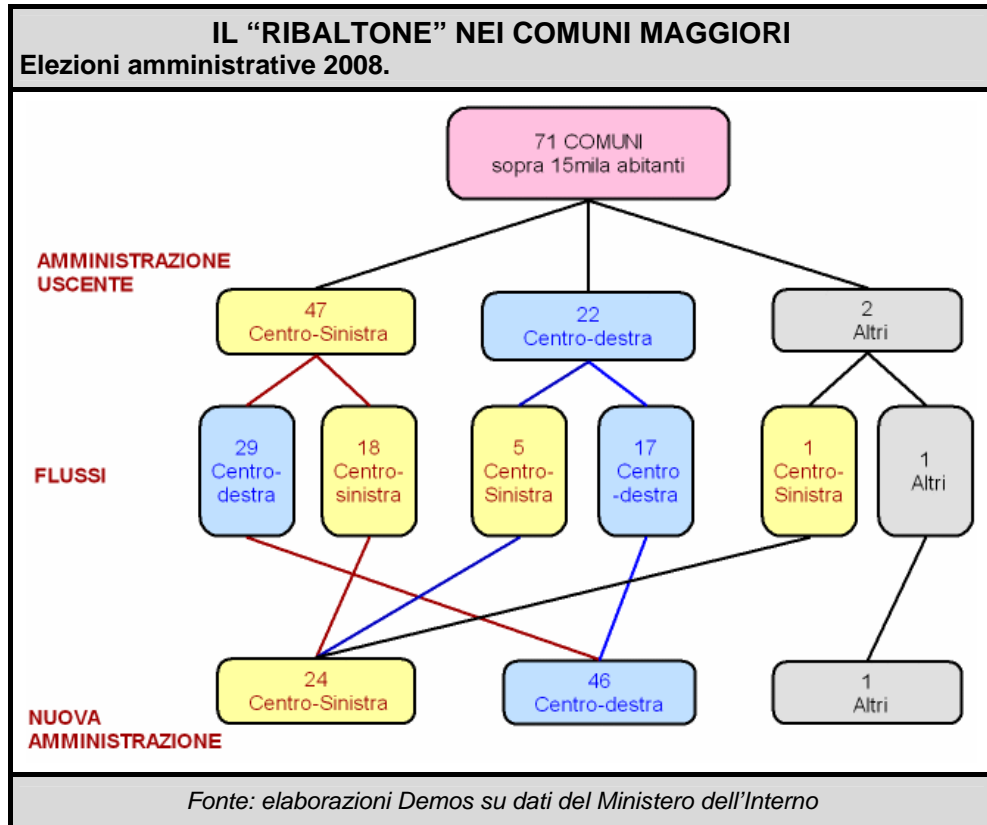 IL “RIBALTONE” NEI COMUNI MAGGIORI
Elezioni amministrative 2008.
71 COMUNI
sopra 15mila abitanti
AMMINISTRAZIONE
USCENTE
47
Centro-Sinistra
22
Centro-destra
2
Altri
FLUSSI
29
Centro-
destra
18
Centro-
sinistra
5
Centro-
Sinistra
17
Centro
-destra
1
Centro-
Sinistra
1
Altri
NUOVA
AMMINISTRAZIONE
24
Centro-Sinistra
46
Centro-destra
1
Altri
Fonte: elaborazioni Demos su dati del Ministero dell’Interno